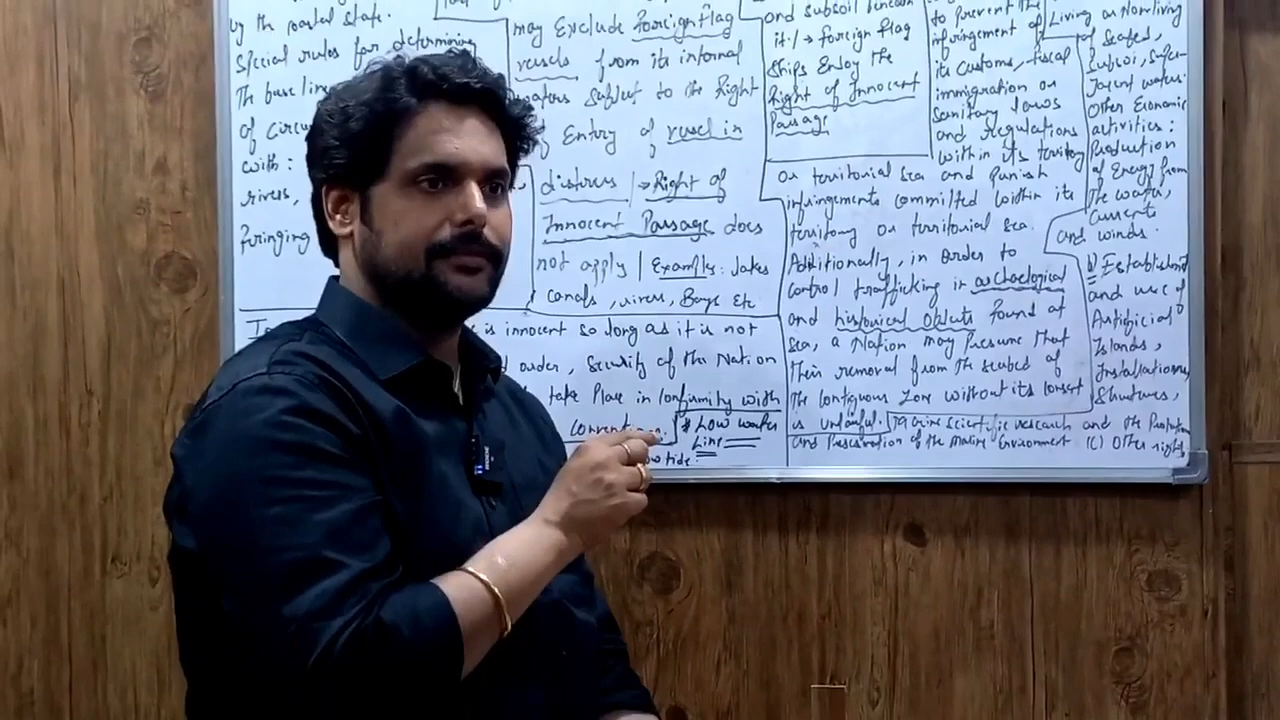 by the coastal state.
Special rules for determining
The base line
of circu
with:
rivers,
fringing
may Exclude foreign flag
vessels from its internal
waters subject to the Right
of Entry of vessel in
distress / → Right of
Innocent Passage does
not apply / Examples: lakes
canals, rivers, Bays Etc
is innocent so long as it is not
order, security of the Nation
take Place in Conformity with
convention.
* Low water
Line
low tide.
and subsoil beneath
it. / → foreign flag
ships Enjoy the
Right of Innocent
Passage
to prevent the
infringement of
its customs, fiscal
immigration or
sanitary laws
and regulations
within its territory
or territorial sea and punish
infringements committed within its
territory or territorial sea.
Additionally, in order to
control trafficking in archaeological
and historical objects found at
sea, a Nation may Presume that
their removal from the seabed of
the contiguous zone without its consent
is unlawful.
Living or Nonliving
of seabed,
subsoi, super
Jacent waters.
Other Economic
activities:
Production
of Energy from
the water,
currents
and winds.
b) Establishment
and use of
Artificial
Islands,
Installations,
Structures,
Marine scientific research and the Protection
and Preservation of the Marine Environment (c) Other rights